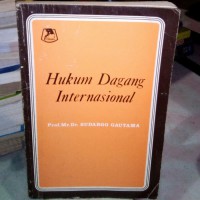 Hukum Dagang
Internasional
Prof. Mr. Dr. SUDARGO GAUTAMA